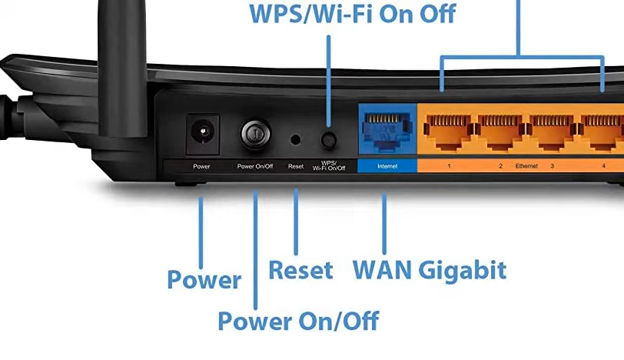 WPS/Wi-Fi On Off
Power
Power On/Off
Reset
WPS/
Wi-Fi On/Off
Internet
1
2
Ethernet
3
4
Power
Reset
WAN Gigabit
Power On/Off